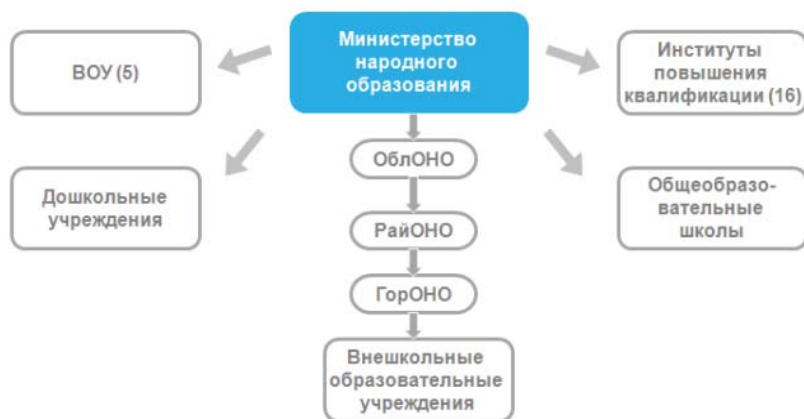 Министерство
народного
образования
ВОУ (5)
Институты
повышения
квалификации (16)
ОблОНО
Дошкольные
учреждения
Общеобразо-
вательные
школы
РайОНО
ГорОНО
Внешкольные
образовательные
учреждения